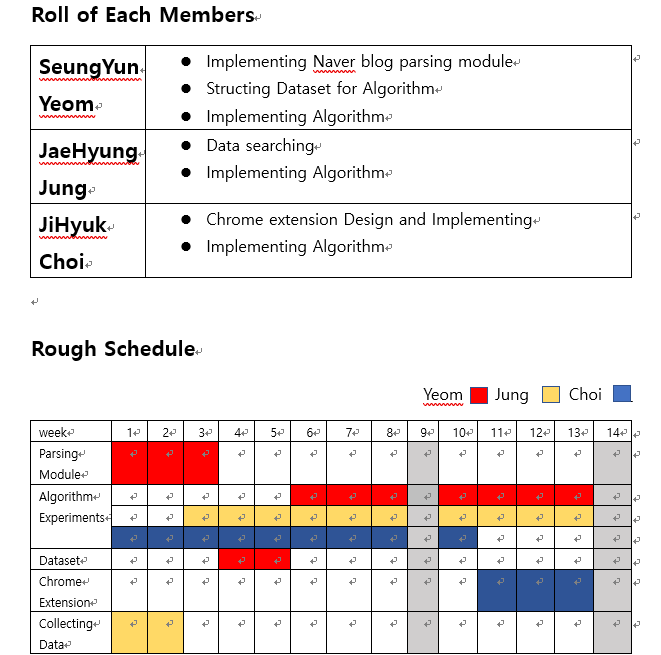 Roll of Each Members
SeungYun
Yeom
● Implementing Naver blog parsing module
● Structing Dataset for Algorithm
● Implementing Algorithm
JaeHyung
Jung
● Data searching
● Implementing Algorithm
JiHyuk
Choi
● Chrome extension Design and Implementing
● Implementing Algorithm
Rough Schedule
Yeom Jung Choi
week 1 2 3 4 5 6 7 8 9 10 11 12 13 14
Parsing
Module
Algorithm
Experiments
Dataset
Chrome
Extension
Collecting
Data